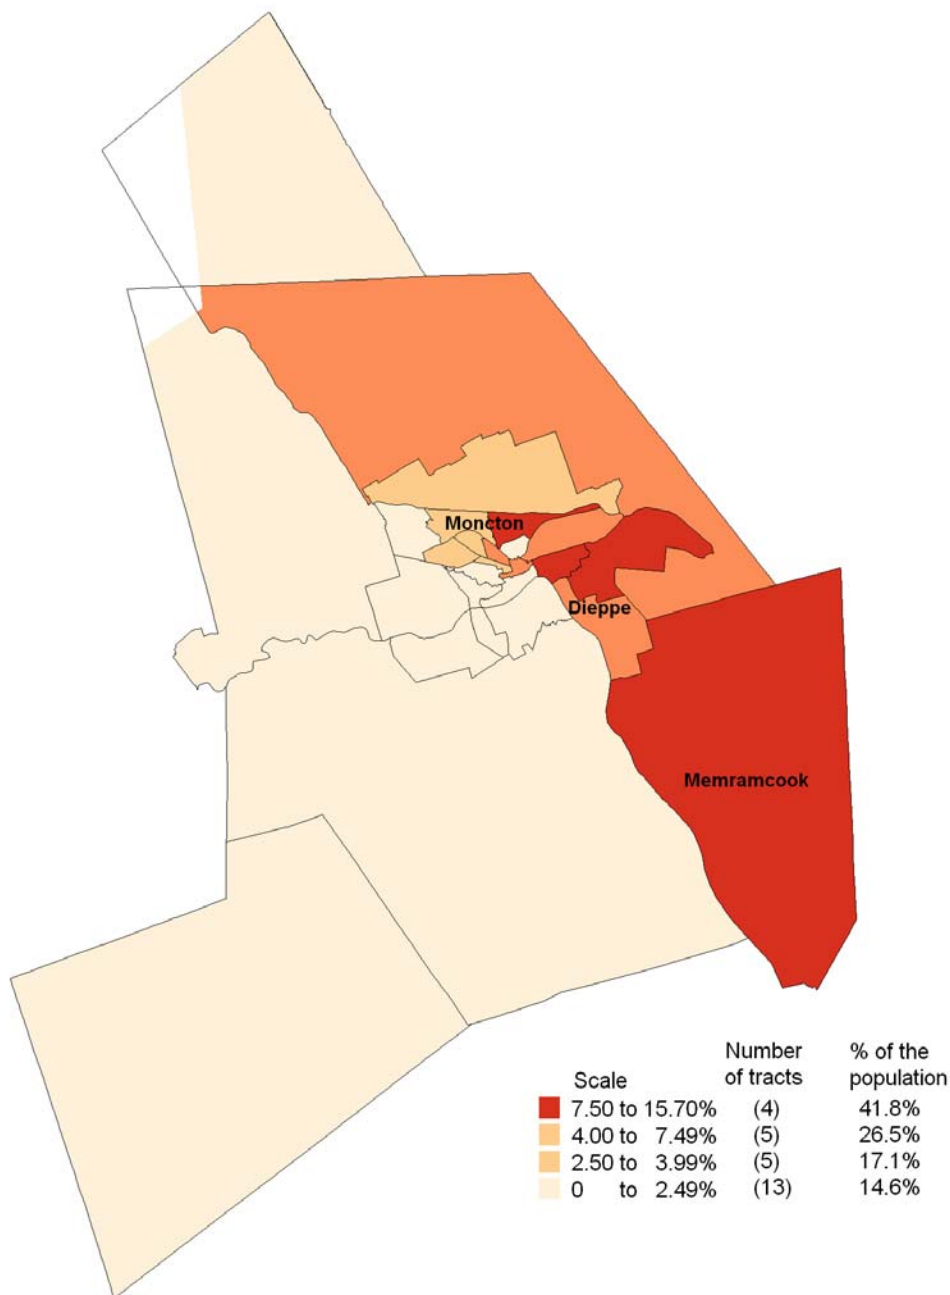 Moncton
Dieppe
Memramcook
Number % of the
Scale of tracts population
7.50 to 15.70% (4) 41.8%
4.00 to 7.49% (5) 26.5%
2.50 to 3.99% (5) 17.1%
0 to 2.49% (13) 14.6%